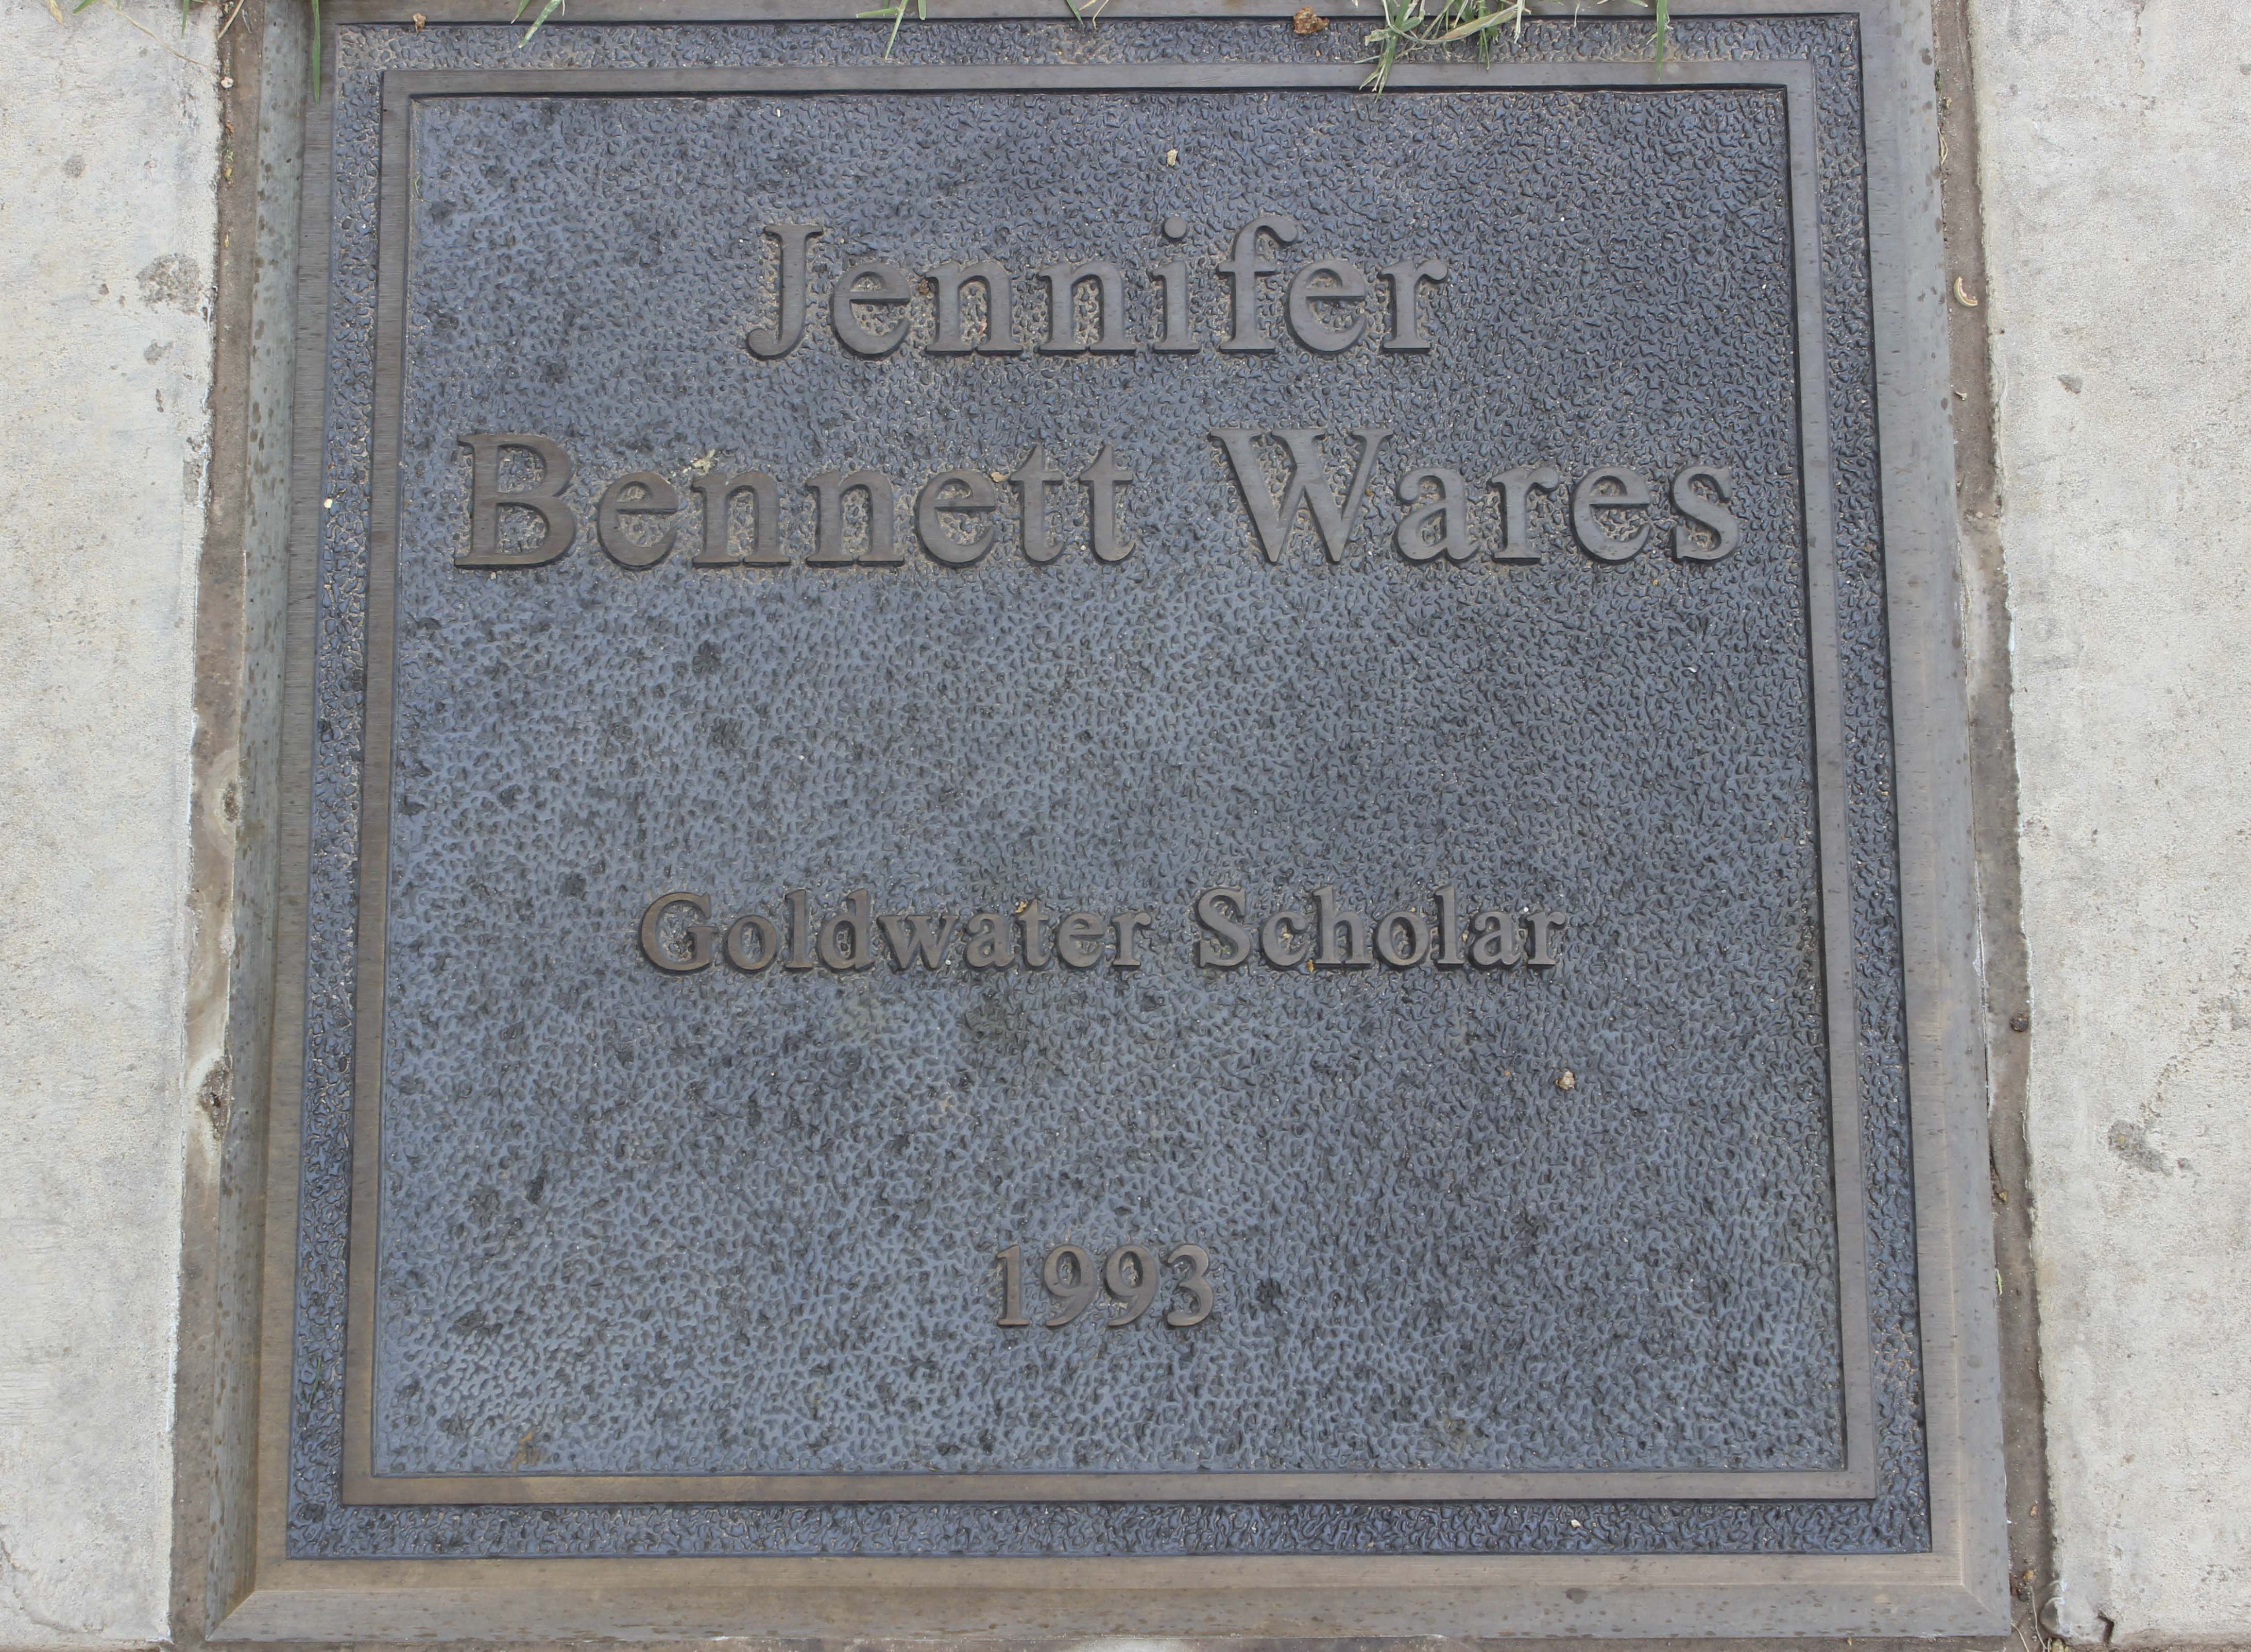 Jennifer
Bennett Wares
Goldwater Scholar
1993